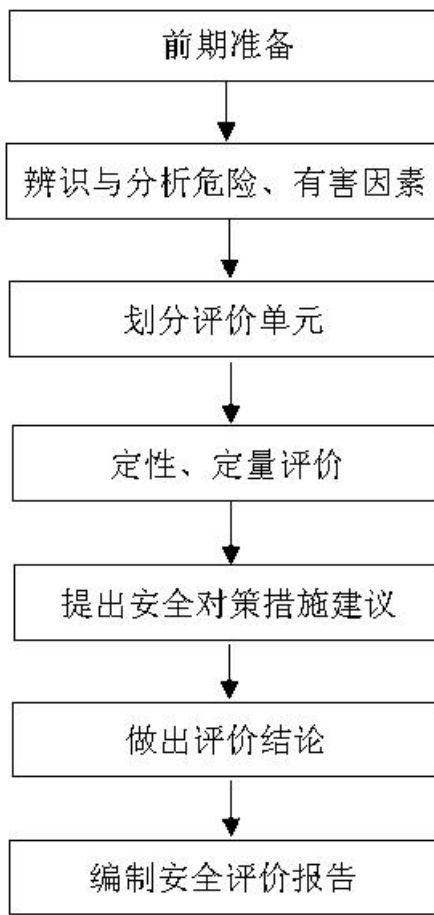 前期准备
辨识与分析危险、有害因素
划分评价单元
定性、定量评价
提出安全对策措施建议
做出评价结论
编制安全评价报告